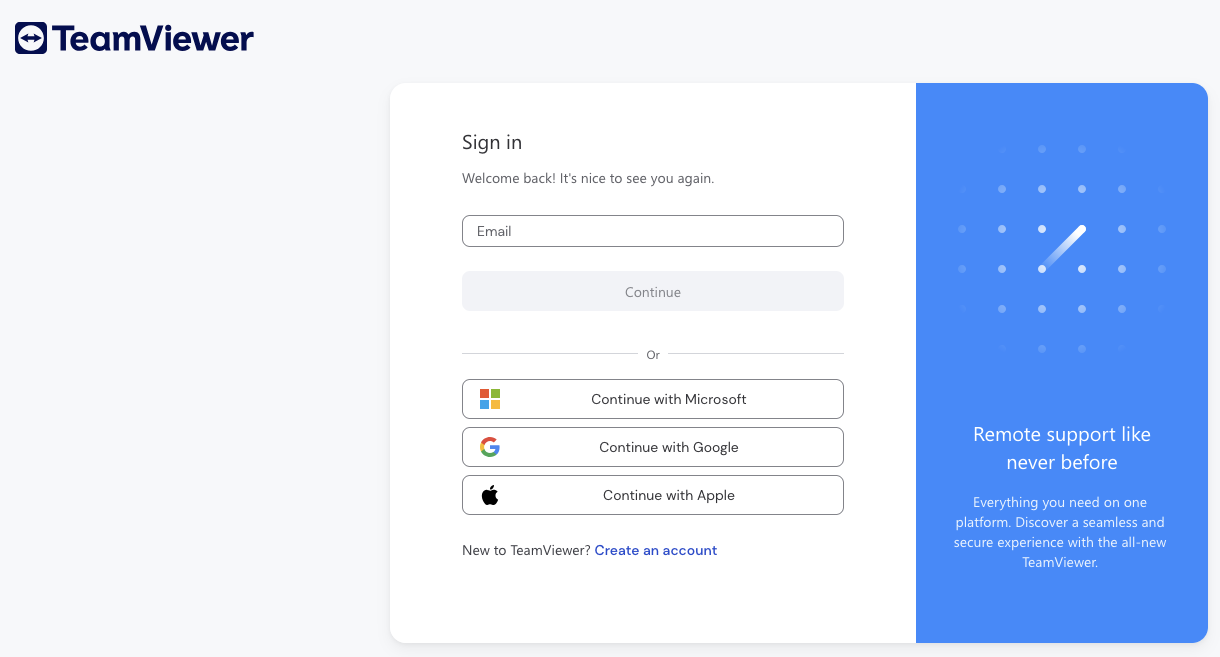 TeamViewer
Sign in
Welcome back! It's nice to see you again.
Email
Continue
Or
Continue with Microsoft
Continue with Google
Continue with Apple
New to TeamViewer? Create an account
Remote support like
never before
Everything you need on one
platform. Discover a seamless and
secure experience with the all-new
TeamViewer.